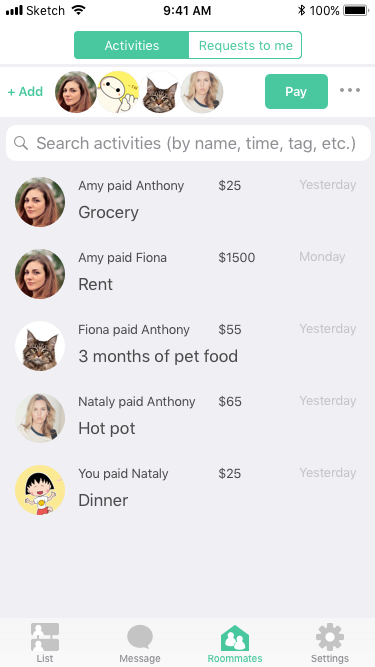 Sketch 9:41 AM 100%
Activities Requests to me
+ Add Pay
Search activities (by name, time, tag, etc.)
Amy paid Anthony $25 Yesterday
Grocery
Amy paid Fiona $1500 Monday
Rent
Fiona paid Anthony $55 Yesterday
3 months of pet food
Nataly paid Anthony $65 Yesterday
Hot pot
You paid Nataly $25 Yesterday
Dinner
List Message Roommates Settings